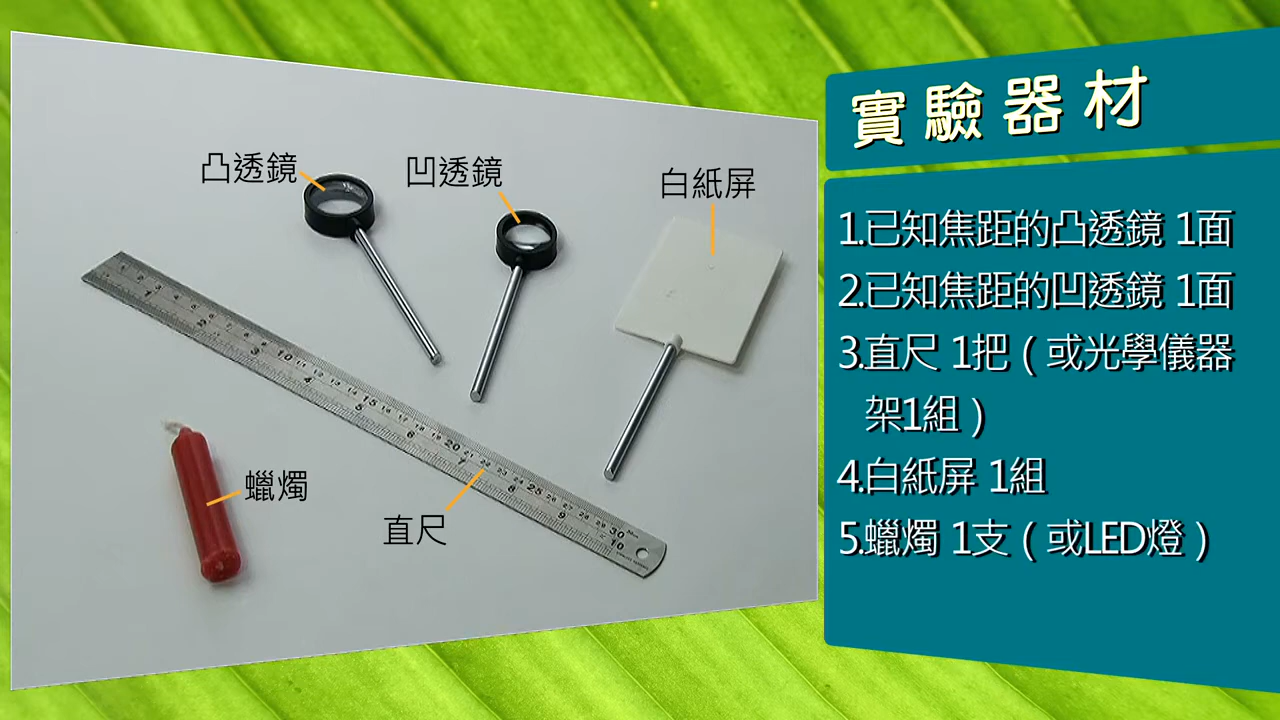 實驗器材
凸透鏡
凹透鏡
白紙屏
蠟燭
直尺
1.已知焦距的凸透鏡 1面
2.已知焦距的凹透鏡 1面
3.直尺 1把（或光學儀器
架1組）
4.白紙屏 1組
5.蠟燭 1支（或LED燈）